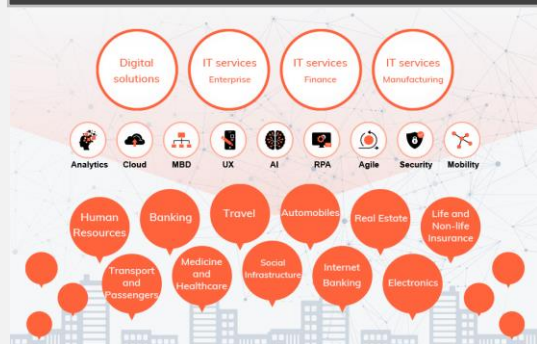 Digital
solutions
IT services
Enterprise
IT services
Finance
IT services
Manufacturing
Analytics
Cloud
MBD
UX
AI
RPA
Agile
Security
Mobility
Human
Resources
Banking
Travel
Automobiles
Real Estate
Life and
Non-life
Insurance
Transport
and
Passengers
Medicine
and
Healthcare
Social
Infrastructure
Internet
Banking
Electronics